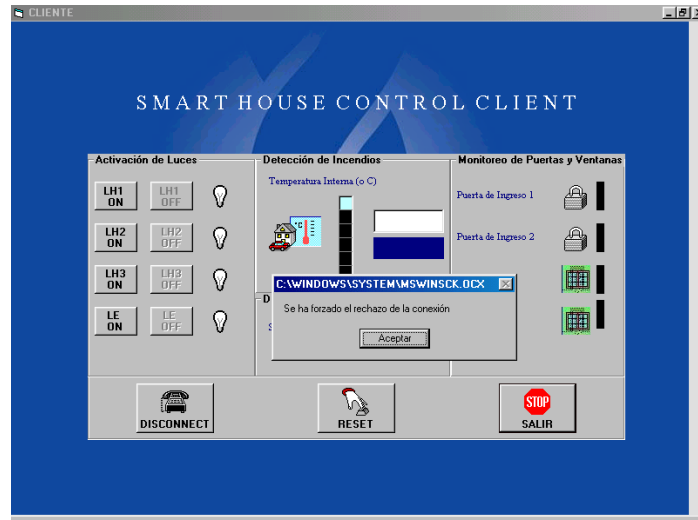 CLIENTE
SMART HOUSE CONTROL CLIENT
Activación de Luces
LH1 ON
LH1 OFF
LH2 ON
LH2 OFF
LH3 ON
LH3 OFF
LE ON
LE OFF
Detección de Incendios
Temperatura Interna (o C)
°C
Monitoreo de Puertas y Ventanas
Puerta de Ingreso 1
Puerta de Ingreso 2
C:\WINDOWS\SYSTEM\MSWINSCK.OCX
Se ha forzado el rechazo de la conexión
Aceptar
DISCONNECT
RESET
STOP
SALIR